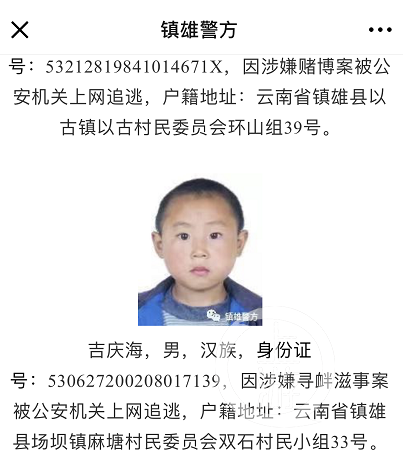 镇雄警方
号：53212819841014671X，因涉嫌赌博案被公
安机关上网追逃，户籍地址：云南省镇雄县以
古镇以古村民委员会环山组39号。
镇雄警方
吉庆海，男，汉族，身份证
号：530627200208017139，因涉嫌寻衅滋事案
被公安机关上网追逃，户籍地址：云南省镇雄
县场坝镇麻塘村民委员会双石村民小组33号。